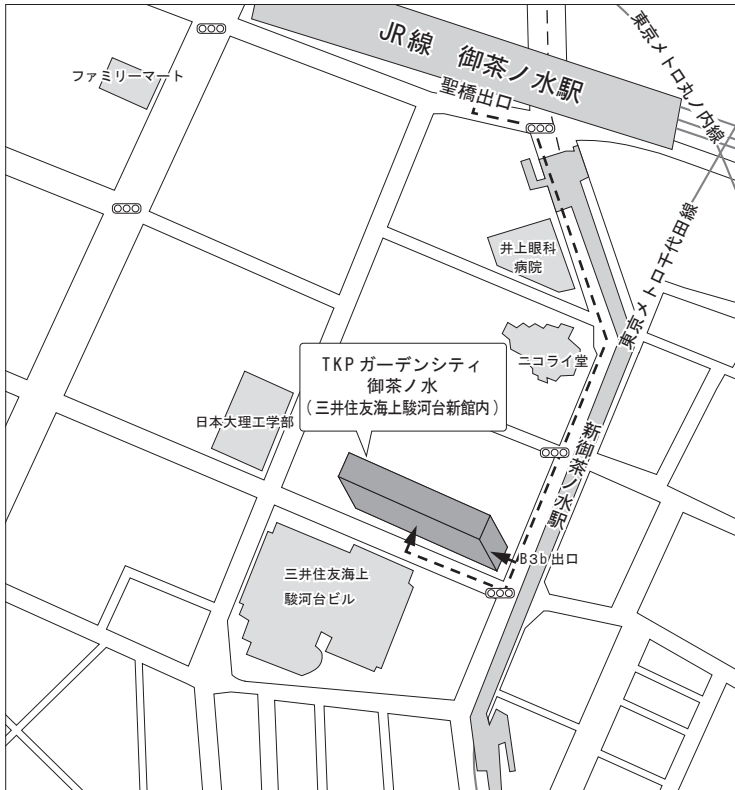 JR線 御茶ノ水駅
聖橋出口
ファミリーマート
東京メトロ丸ノ内線
東京メトロ千代田線
井上眼科
病院
ニコライ堂
TKP ガーデンシティ
御茶ノ水
(三井住友海上駿河台新館内)
日本大理工学部
新御茶ノ水駅
B3b出口
三井住友海上
駿河台ビル